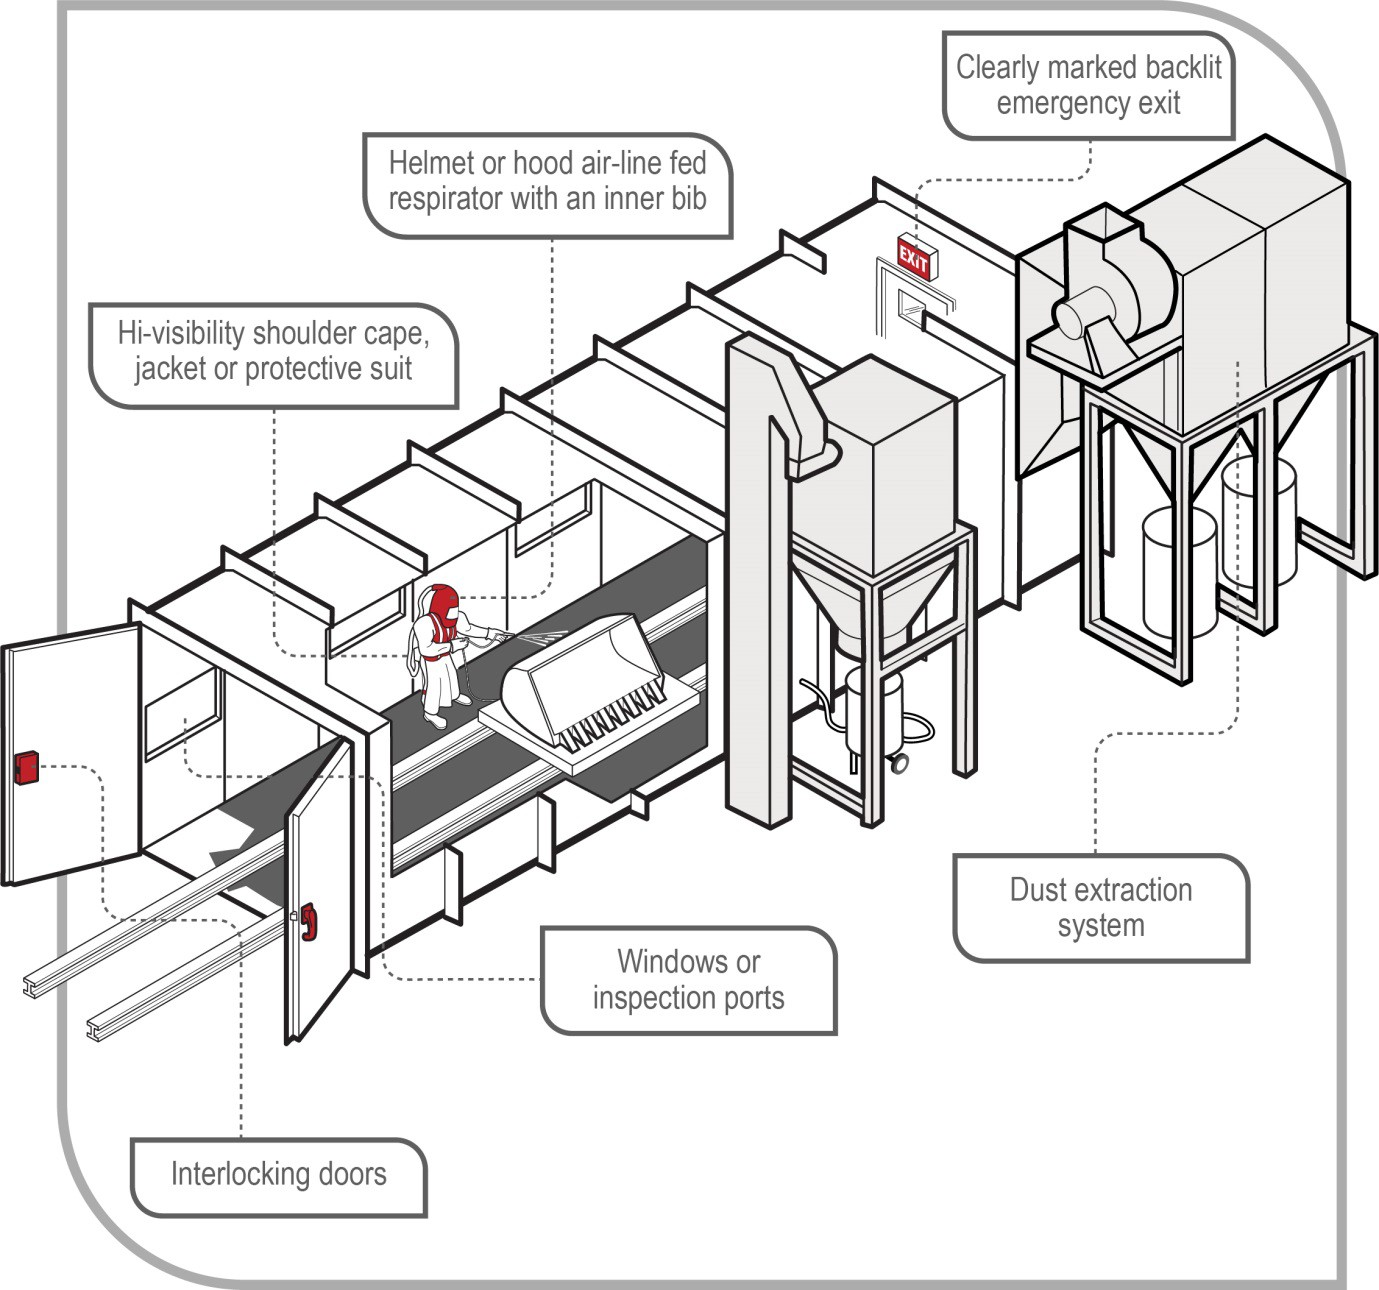 Clearly marked backlit
emergency exit
Helmet or hood air-line fed
respirator with an inner bib
EXIT
Hi-visibility shoulder cape,
jacket or protective suit
Dust extraction
system
Windows or
inspection ports
Interlocking doors